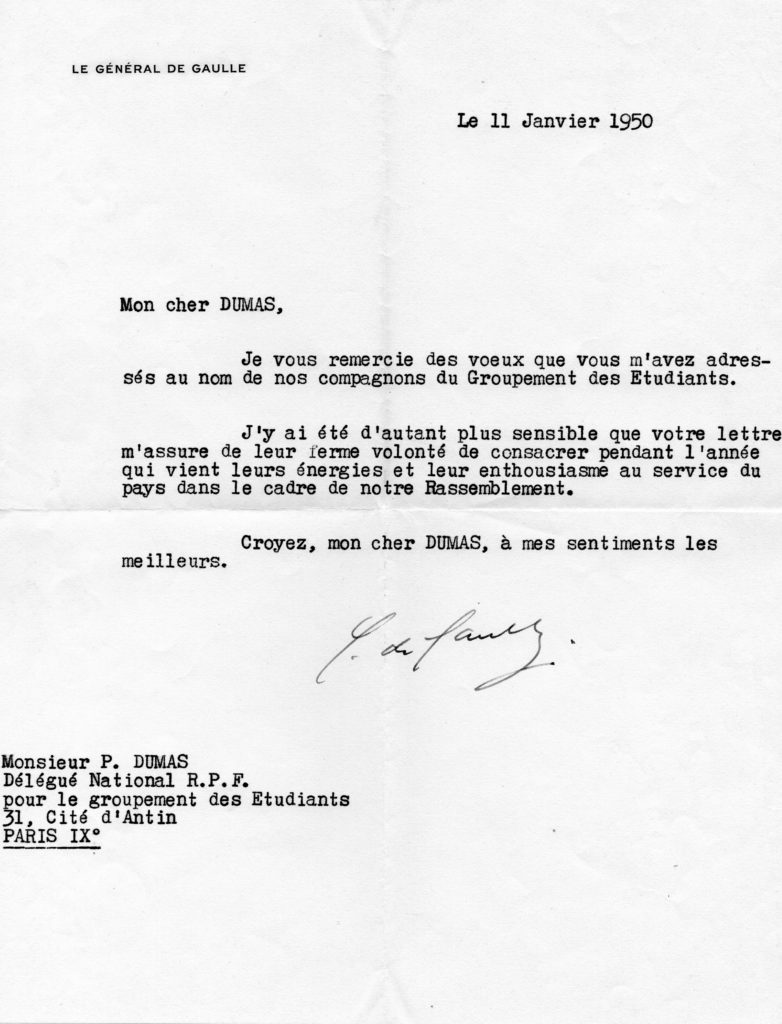 LE GÉNÉRAL DE GAULLE
Le 11 Janvier 1950
Mon cher DUMAS,
Je vous remercie des voeux que vous m'avez adres-
sés au nom de nos compagnons du Groupement des Etudiants.
J'y ai été d'autant plus sensible que votre lettre
m'assure de leur ferme volonté de consacrer pendant l'année
qui vient leurs énergies et leur enthousiasme au service du
pays dans le cadre de notre Rassemblement.
Croyez, mon cher DUMAS, à mes sentiments les
meilleurs.
C. de Gaulle.
Monsieur P. DUMAS
Délégué National R.P.F.
pour le groupement des Etudiants
31, Cité d'Antin
PARIS IX°